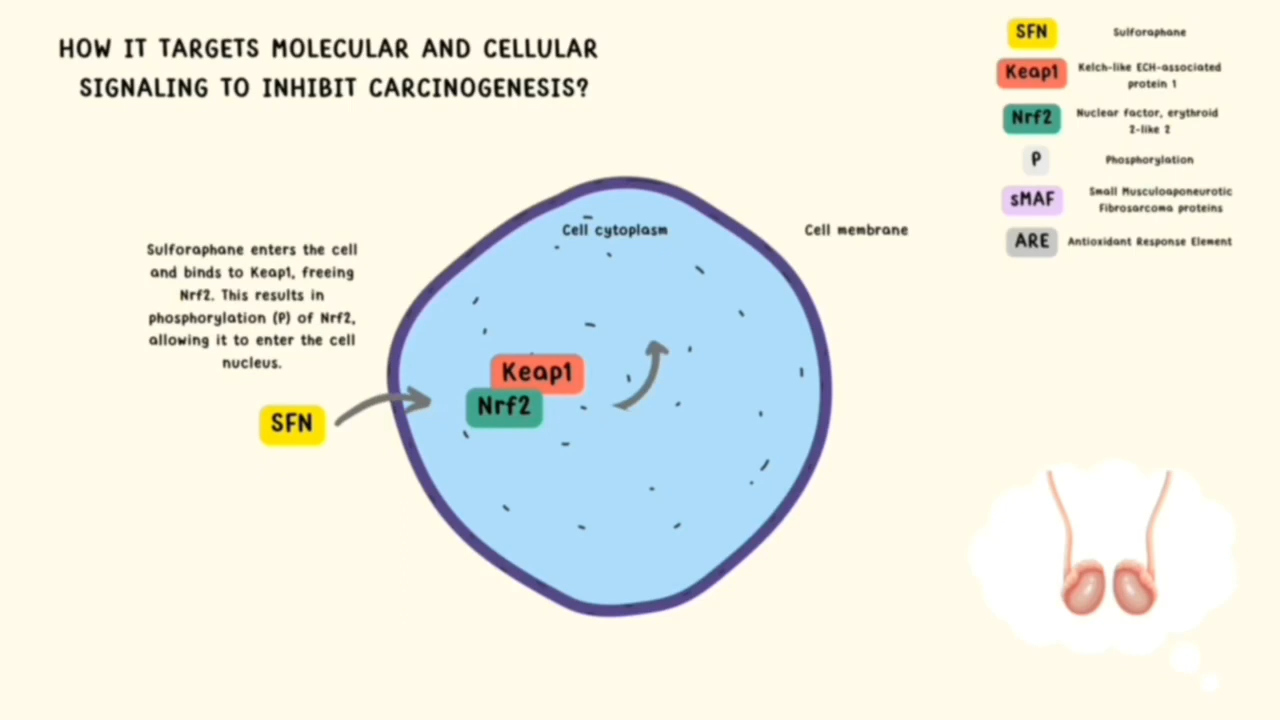 HOW IT TARGETS MOLECULAR AND CELLULAR
SIGNALING TO INHIBIT CARCINOGENESIS?
SFN
Sulforaphane
Keap1
Kelch-like ECH-associated
protein 1
Nrf2
Nuclear factor, erythroid
2-like 2
P
Phosphorylation
sMAF
Small Musculoaponeurotic
Fibrosarcoma proteins
ARE
Antioxidant Response Element
Cell cytoplasm
Cell membrane
Sulforaphane enters the cell
and binds to Keap1, freeing
Nrf2. This results in
phosphorylation (P) of Nrf2,
allowing it to enter the cell
nucleus.
Keap1
Nrf2
SFN